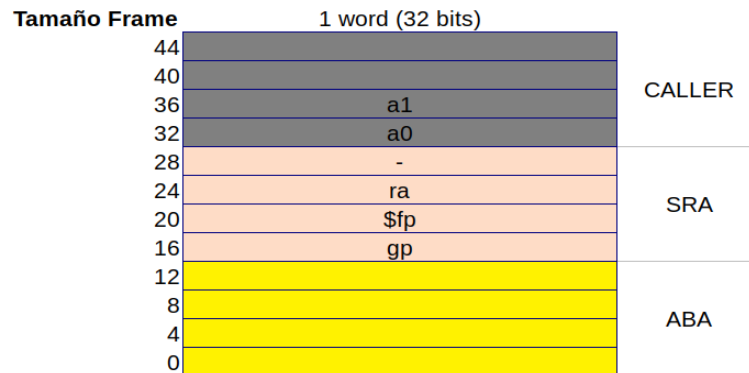 Tamaño Frame 1 word (32 bits)
44
40
36 a1
32 a0
CALLER
28 -
24 ra
20 $fp
16 gp
SRA
12
8
4
0
ABA